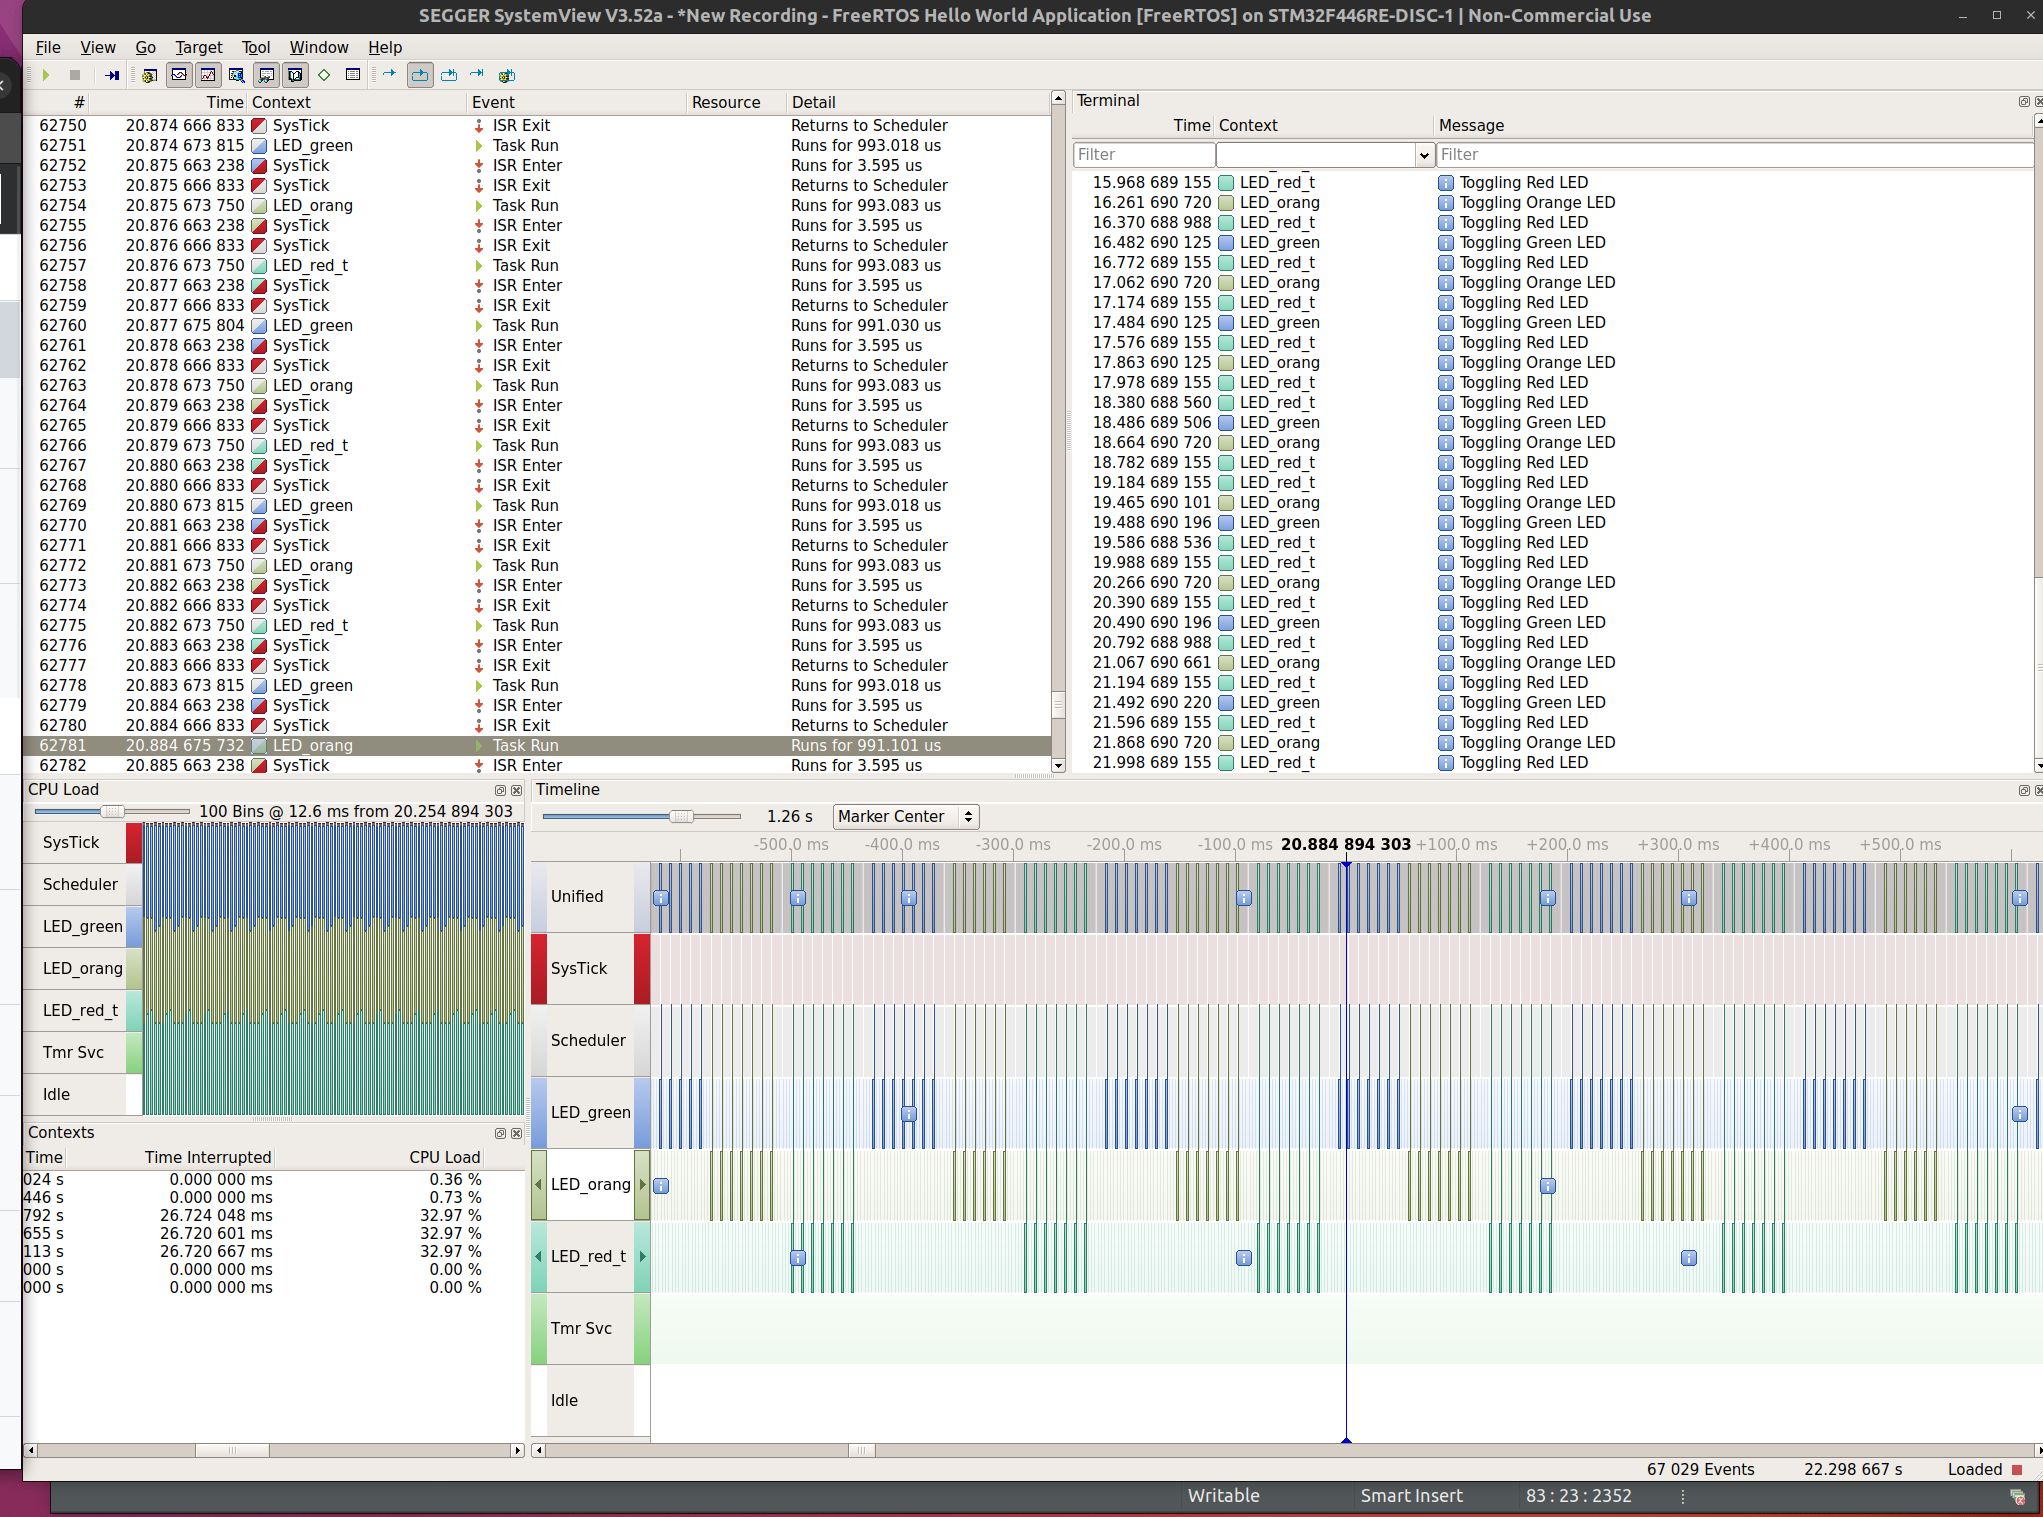 SEGGER SystemView V3.52a - *New Recording - FreeRTOS Hello World Application [FreeRTOS] on STM32F446RE-DISC-1 | Non-Commercial Use
File View Go Target Tool Window Help
# Time Context Event Resource Detail
62750 20.874 666 833 SysTick ISR Exit Returns to Scheduler
62751 20.874 673 815 LED_green Task Run Runs for 993.018 us
62752 20.875 663 238 SysTick ISR Enter Runs for 3.595 us
62753 20.875 666 833 SysTick ISR Exit Returns to Scheduler
62754 20.875 673 750 LED_orang Task Run Runs for 993.083 us
62755 20.876 663 238 SysTick ISR Enter Runs for 3.595 us
62756 20.876 666 833 SysTick ISR Exit Returns to Scheduler
62757 20.876 673 750 LED_red_t Task Run Runs for 993.083 us
62758 20.877 663 238 SysTick ISR Enter Runs for 3.595 us
62759 20.877 666 833 SysTick ISR Exit Returns to Scheduler
62760 20.877 675 804 LED_green Task Run Runs for 991.030 us
62761 20.878 663 238 SysTick ISR Enter Runs for 3.595 us
62762 20.878 666 833 SysTick ISR Exit Returns to Scheduler
62763 20.878 673 750 LED_orang Task Run Runs for 993.083 us
62764 20.879 663 238 SysTick ISR Enter Runs for 3.595 us
62765 20.879 666 833 SysTick ISR Exit Returns to Scheduler
62766 20.879 673 750 LED_red_t Task Run Runs for 993.083 us
62767 20.880 663 238 SysTick ISR Enter Runs for 3.595 us
62768 20.880 666 833 SysTick ISR Exit Returns to Scheduler
62769 20.880 673 815 LED_green Task Run Runs for 993.018 us
62770 20.881 663 238 SysTick ISR Enter Runs for 3.595 us
62771 20.881 666 833 SysTick ISR Exit Returns to Scheduler
62772 20.881 673 750 LED_orang Task Run Runs for 993.083 us
62773 20.882 663 238 SysTick ISR Enter Runs for 3.595 us
62774 20.882 666 833 SysTick ISR Exit Returns to Scheduler
62775 20.882 673 750 LED_red_t Task Run Runs for 993.083 us
62776 20.883 663 238 SysTick ISR Enter Runs for 3.595 us
62777 20.883 666 833 SysTick ISR Exit Returns to Scheduler
62778 20.883 673 815 LED_green Task Run Runs for 993.018 us
62779 20.884 663 238 SysTick ISR Enter Runs for 3.595 us
62780 20.884 666 833 SysTick ISR Exit Returns to Scheduler
62781 20.884 675 732 LED_orang Task Run Runs for 991.101 us
62782 20.885 663 238 SysTick ISR Enter Runs for 3.595 us
Terminal
Time Context Message
Filter Filter
15.968 689 155 LED_red_t Toggling Red LED
16.261 690 720 LED_orang Toggling Orange LED
16.370 688 988 LED_red_t Toggling Red LED
16.482 690 125 LED_green Toggling Green LED
16.772 689 155 LED_red_t Toggling Red LED
17.062 690 720 LED_orang Toggling Orange LED
17.174 689 155 LED_red_t Toggling Red LED
17.484 690 125 LED_green Toggling Green LED
17.576 689 155 LED_red_t Toggling Red LED
17.863 690 125 LED_orang Toggling Orange LED
17.978 689 155 LED_red_t Toggling Red LED
18.380 688 560 LED_red_t Toggling Red LED
18.486 689 506 LED_green Toggling Green LED
18.664 690 720 LED_orang Toggling Orange LED
18.782 689 155 LED_red_t Toggling Red LED
19.184 689 155 LED_red_t Toggling Red LED
19.465 690 101 LED_orang Toggling Orange LED
19.488 690 196 LED_green Toggling Green LED
19.586 688 536 LED_red_t Toggling Red LED
19.988 689 155 LED_red_t Toggling Red LED
20.266 690 720 LED_orang Toggling Orange LED
20.390 689 155 LED_red_t Toggling Red LED
20.490 690 196 LED_green Toggling Green LED
20.792 688 988 LED_red_t Toggling Red LED
21.067 690 661 LED_orang Toggling Orange LED
21.194 689 155 LED_red_t Toggling Red LED
21.492 690 220 LED_green Toggling Green LED
21.596 689 155 LED_red_t Toggling Red LED
21.868 690 720 LED_orang Toggling Orange LED
21.998 689 155 LED_red_t Toggling Red LED
CPU Load
100 Bins @ 12.6 ms from 20.254 894 303
SysTick
Scheduler
LED_green
LED_orang
LED_red_t
Tmr Svc
Idle
Contexts
Time Time Interrupted CPU Load
024 s 0.000 000 ms 0.36 %
446 s 0.000 000 ms 0.73 %
792 s 26.724 048 ms 32.97 %
655 s 26.720 601 ms 32.97 %
113 s 26.720 667 ms 32.97 %
000 s 0.000 000 ms 0.00 %
000 s 0.000 000 ms 0.00 %
Timeline
1.26 s Marker Center
-500.0 ms -400.0 ms -300.0 ms -200.0 ms -100.0 ms 20.884 894 303 +100.0 ms +200.0 ms +300.0 ms +400.0 ms +500.0 ms
Unified
SysTick
Scheduler
LED_green
LED_orang
LED_red_t
Tmr Svc
Idle
67 029 Events 22.298 667 s Loaded
Writable Smart Insert 83 : 23 : 2352